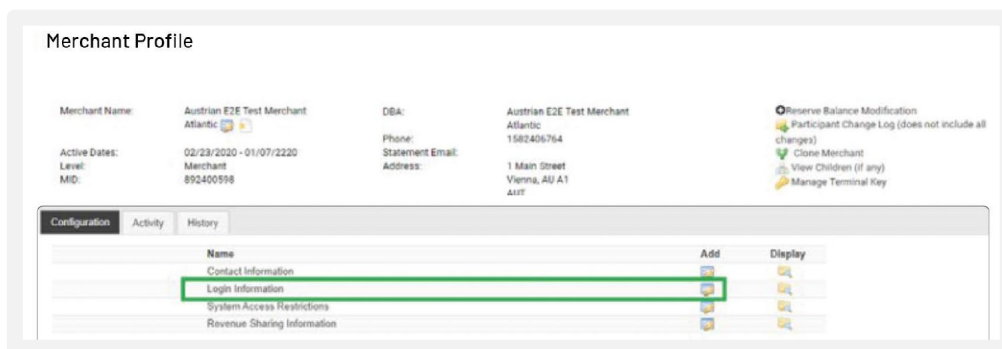 Merchant Profile
Merchant Name: Austrian E2E Test Merchant DBA: Austrian E2E Test Merchant Reserve Balance Modification
Atlantic Atlantic Participant Change Log (does not include all
Phone: 1582406764 changes)
Active Dates: 02/23/2020 - 01/07/2220 Statement Email: Clone Merchant
Level: Merchant Address: 1 Main Street View Children (if any)
MID: 892400598 Vienna, AU A1 Manage Terminal Key
AUT
Configuration Activity History
Name Add Display
Contact Information
Login Information
System Access Restrictions
Revenue Sharing Information